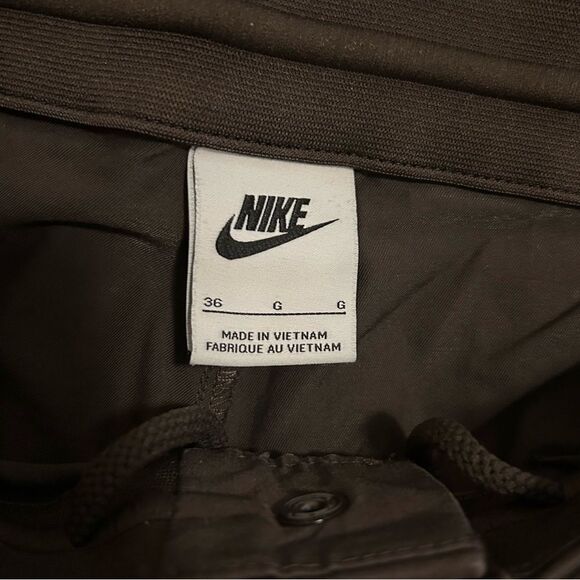 NIKE
36 G G
MADE IN VIETNAM
FABRIQUE AU VIETNAM